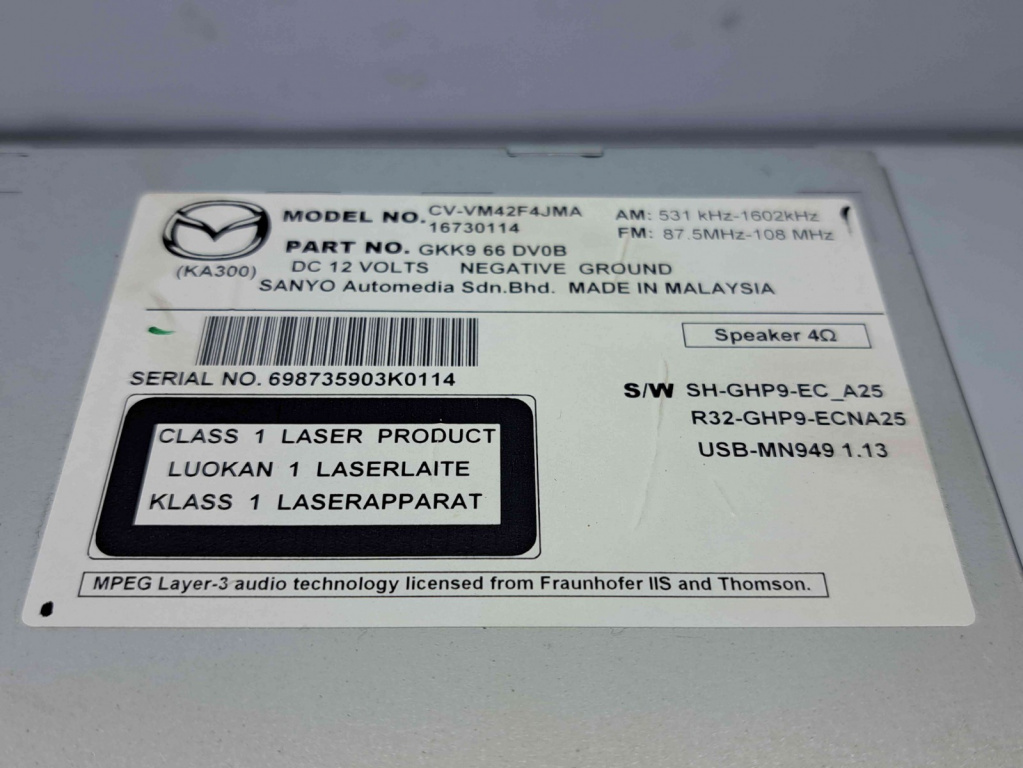 MODEL NO. CV-VM42F4JMA
16730114
AM: 531 kHz-1602kHz
FM: 87.5MHz-108 MHz
PART NO. GKK9 66 DV0B
(KA300)
DC 12 VOLTS NEGATIVE GROUND
SANYO Automedia Sdn.Bhd. MADE IN MALAYSIA
Speaker 4Ω
SERIAL NO. 698735903K0114
S/W SH-GHP9-EC_A25
R32-GHP9-ECNA25
USB-MN949 1.13
CLASS 1 LASER PRODUCT
LUOKAN 1 LASERLAITE
KLASS 1 LASERAPPARAT
MPEG Layer-3 audio technology licensed from Fraunhofer IIS and Thomson.